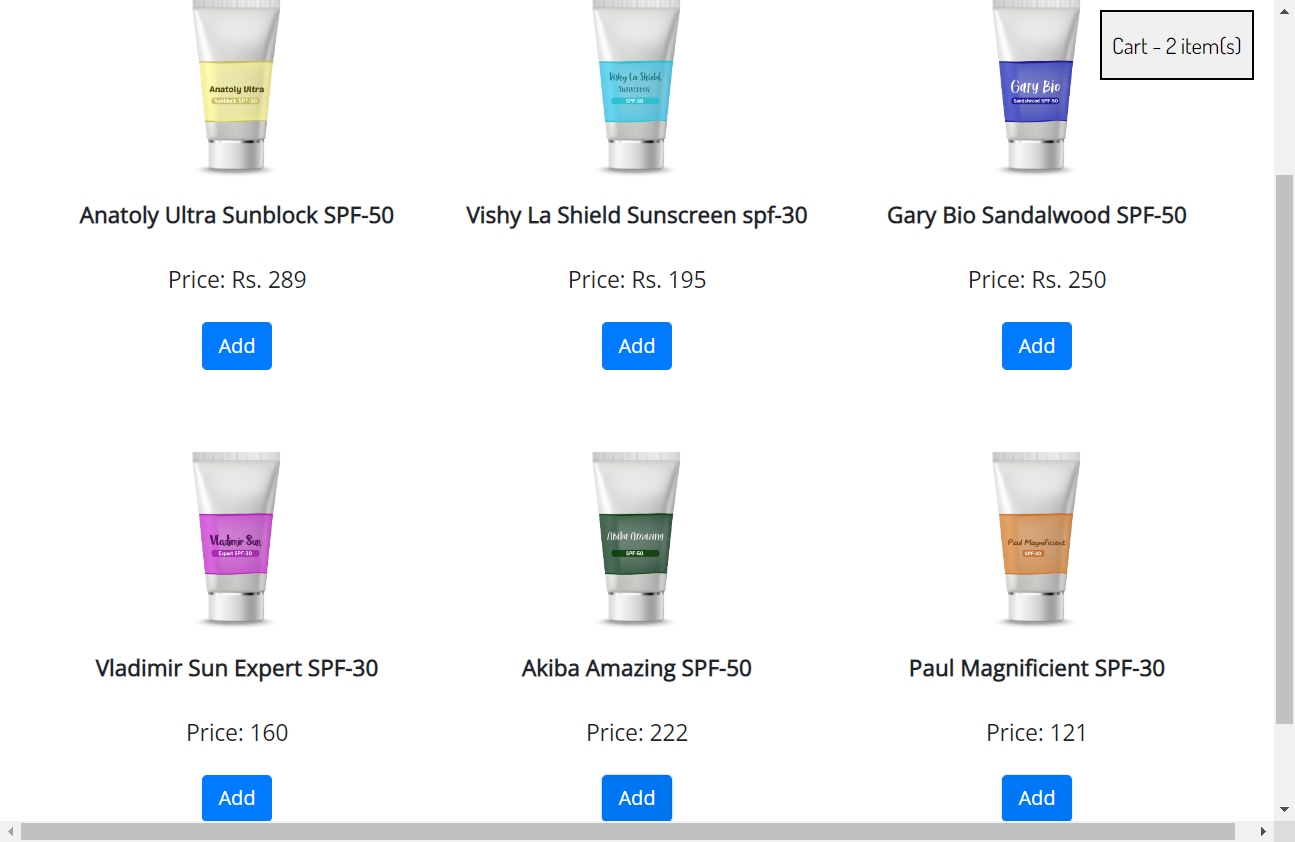 Cart - 2 item(s)
Anatoly Ultra
Sunblock SPF-50
Vishy La Shield
Sunscreen
SPF-30
Gary Bio
Sandalwood SPF-50
Anatoly Ultra Sunblock SPF-50
Vishy La Shield Sunscreen spf-30
Gary Bio Sandalwood SPF-50
Price: Rs. 289
Price: Rs. 195
Price: Rs. 250
Add
Add
Add
Vladimir Sun
Expert SPF-30
Akiba Amazing
SPF-50
Paul Magnificient
SPF-30
Vladimir Sun Expert SPF-30
Akiba Amazing SPF-50
Paul Magnificient SPF-30
Price: 160
Price: 222
Price: 121
Add
Add
Add